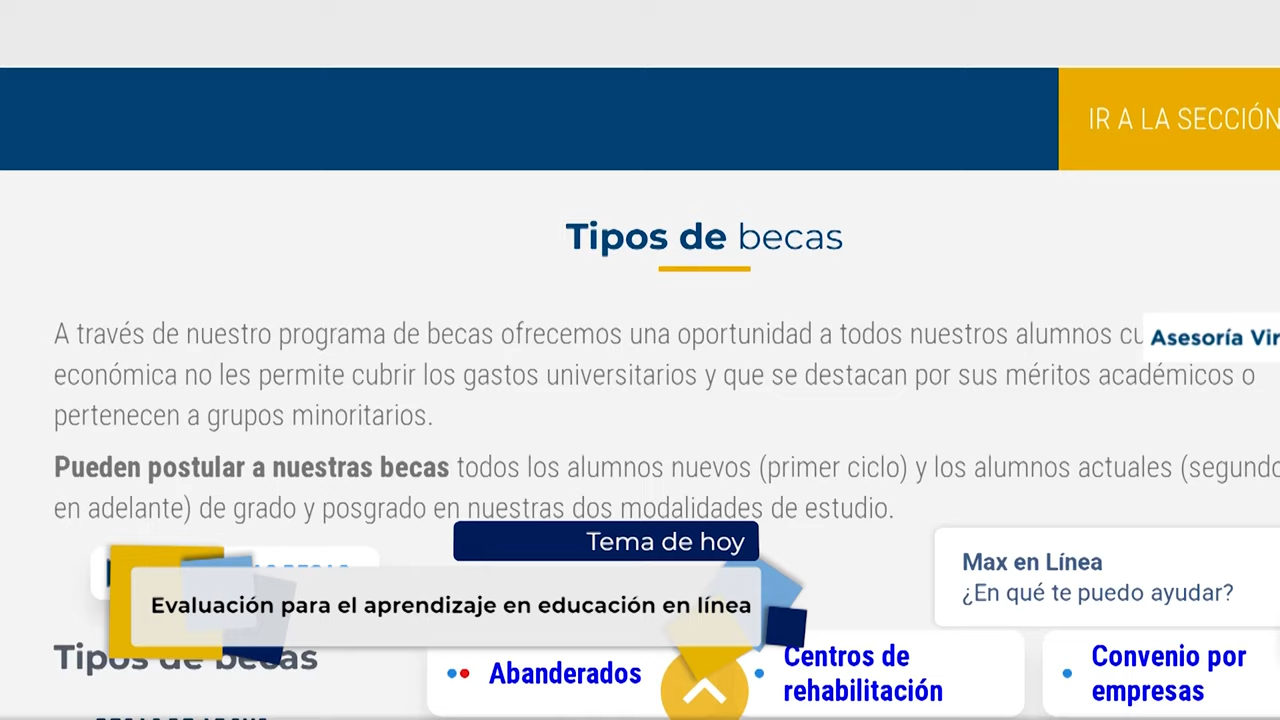 IR A LA SECCIÓN
Tipos de becas
A través de nuestro programa de becas ofrecemos una oportunidad a todos nuestros alumnos cu
Asesoría Vir
económica no les permite cubrir los gastos universitarios y que se destacan por sus méritos académicos o
pertenecen a grupos minoritarios.
Pueden postular a nuestras becas todos los alumnos nuevos (primer ciclo) y los alumnos actuales (segundo
en adelante) de grado y posgrado en nuestras dos modalidades de estudio.
Tema de hoy
Evaluación para el aprendizaje en educación en línea
Max en Línea
¿En qué te puedo ayudar?
Tipos de becas
Abanderados
Centros de
rehabilitación
Convenio por
empresas